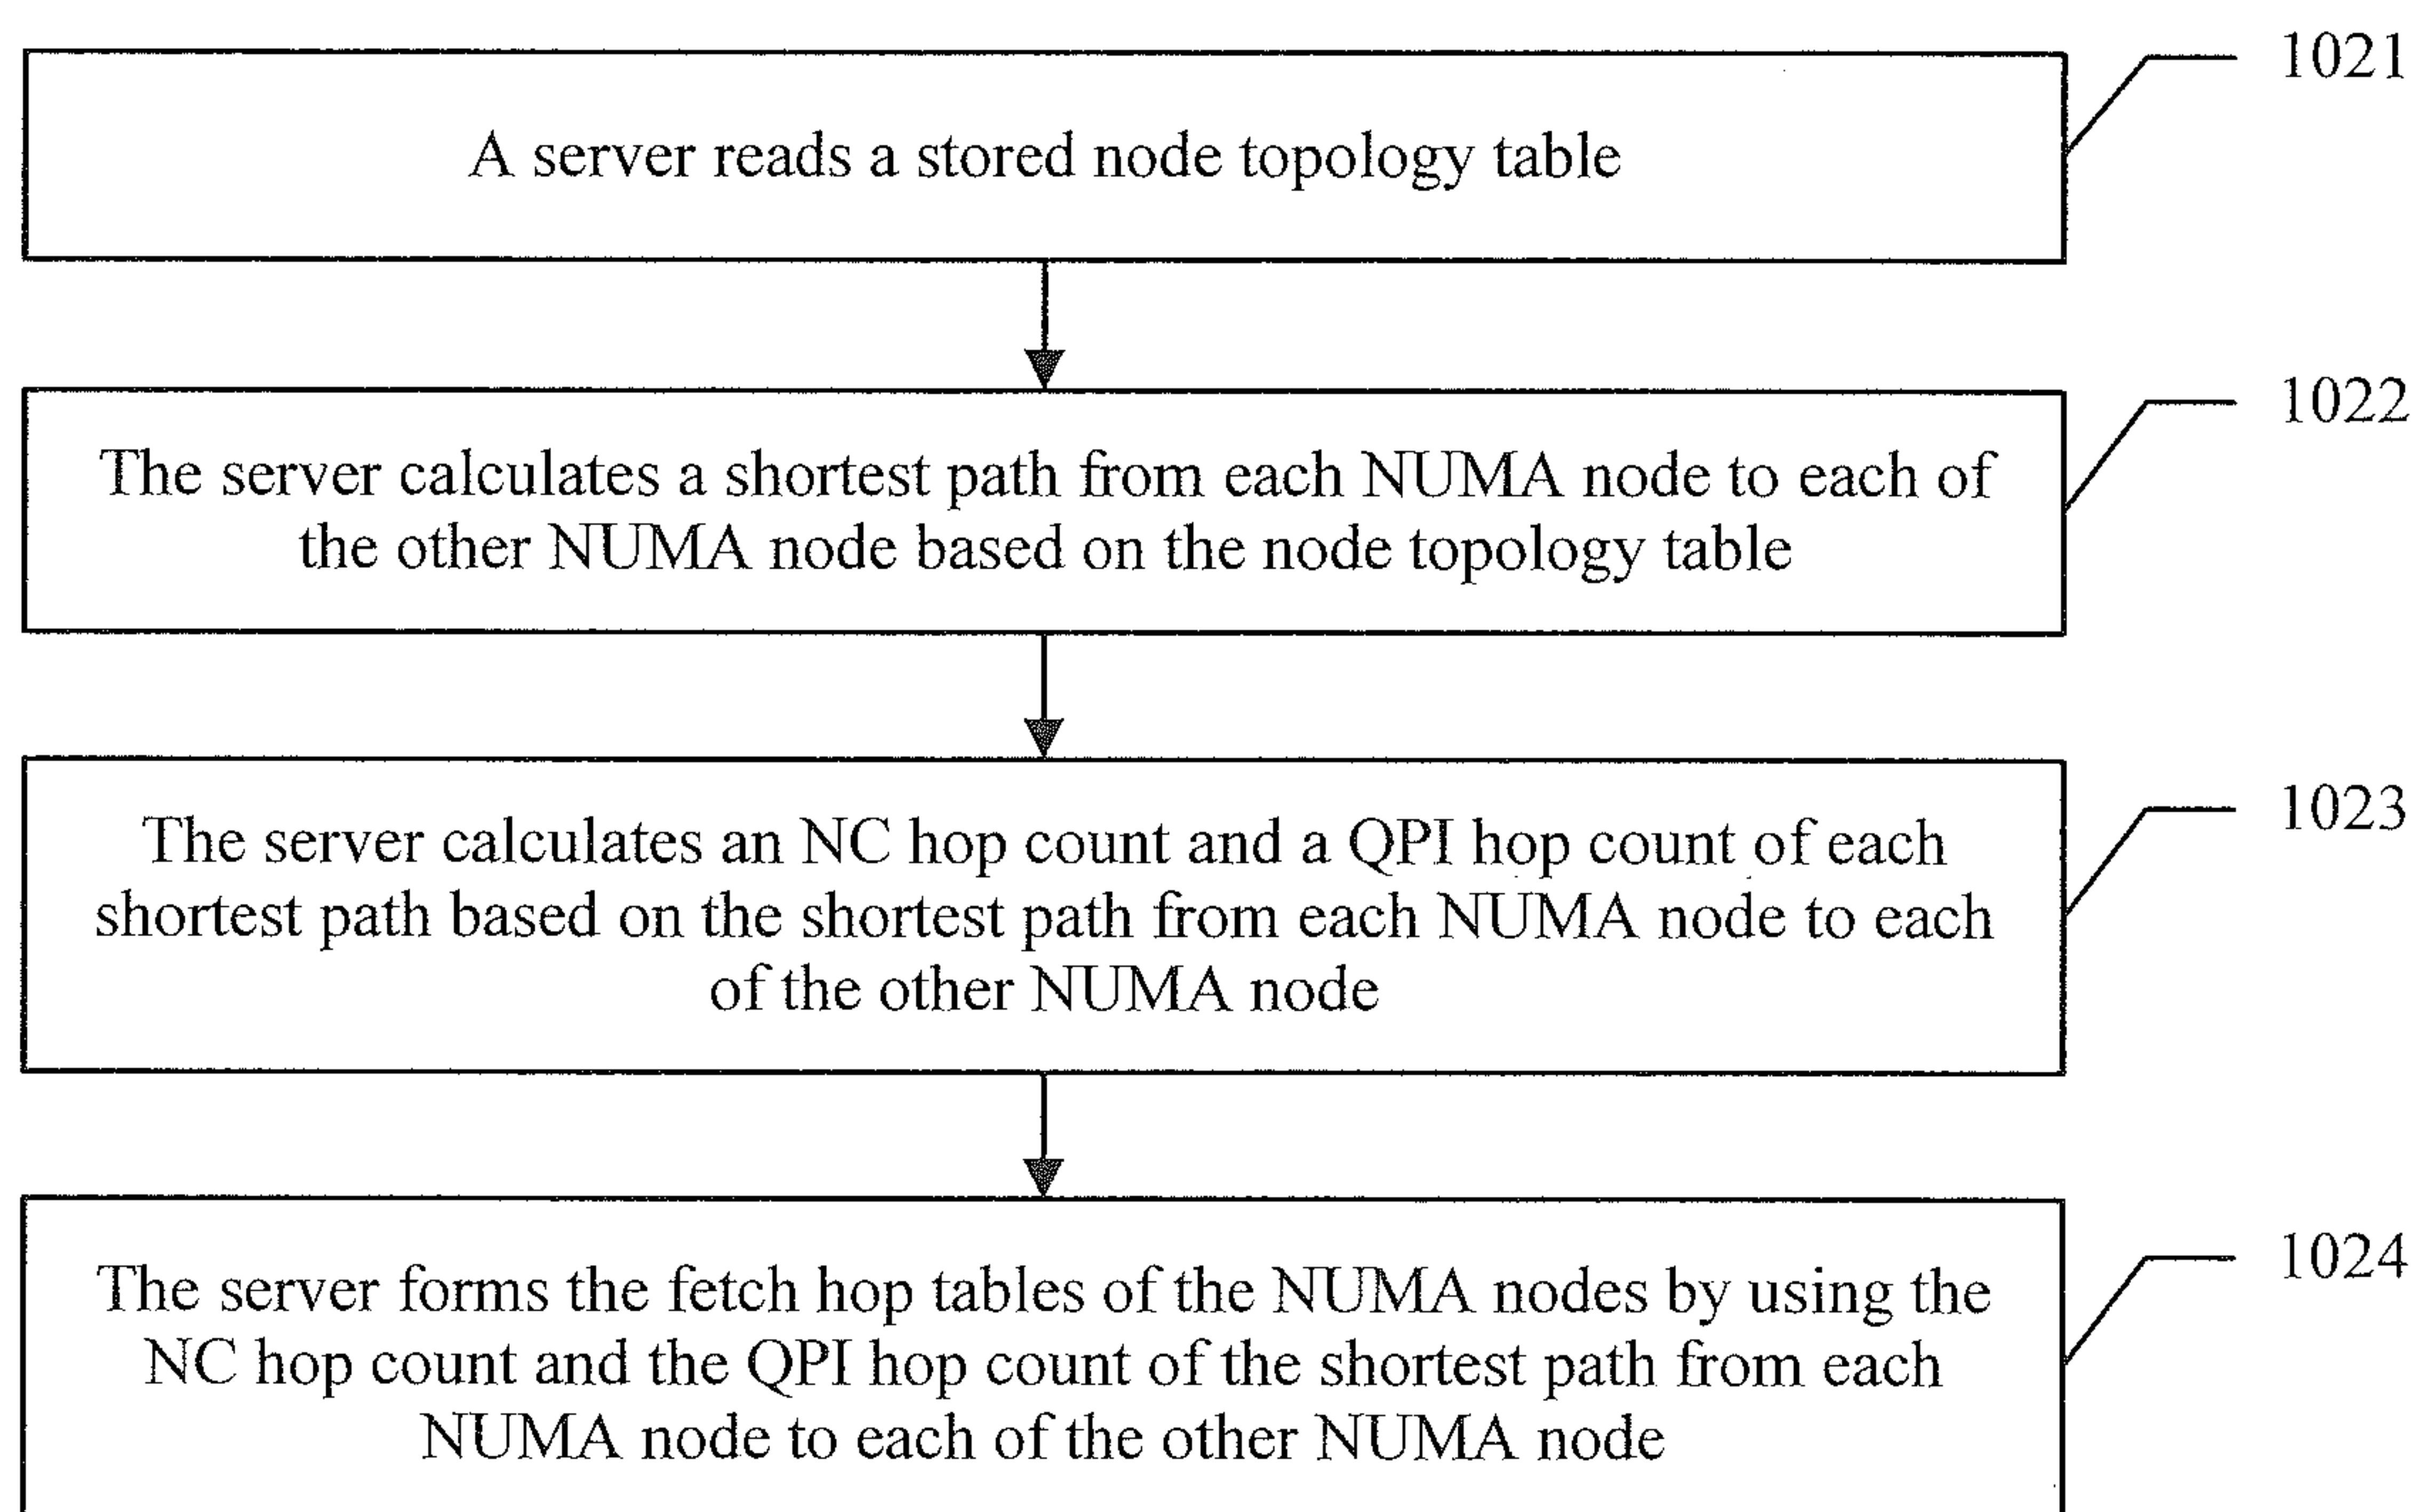 1021
A server reads a stored node topology table
1022
The server calculates a shortest path from each NUMA node to each of
the other NUMA node based on the node topology table
1023
The server calculates an NC hop count and a QPI hop count of each
shortest path based on the shortest path from each NUMA node to each
of the other NUMA node
1024
The server forms the fetch hop tables of the NUMA nodes by using the
NC hop count and the QPI hop count of the shortest path from each
NUMA node to each of the other NUMA node